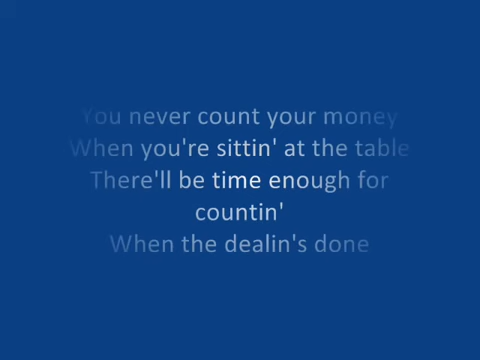 You never count your money
When you're sittin' at the table
There'll be time enough for
countin'
When the dealin's done